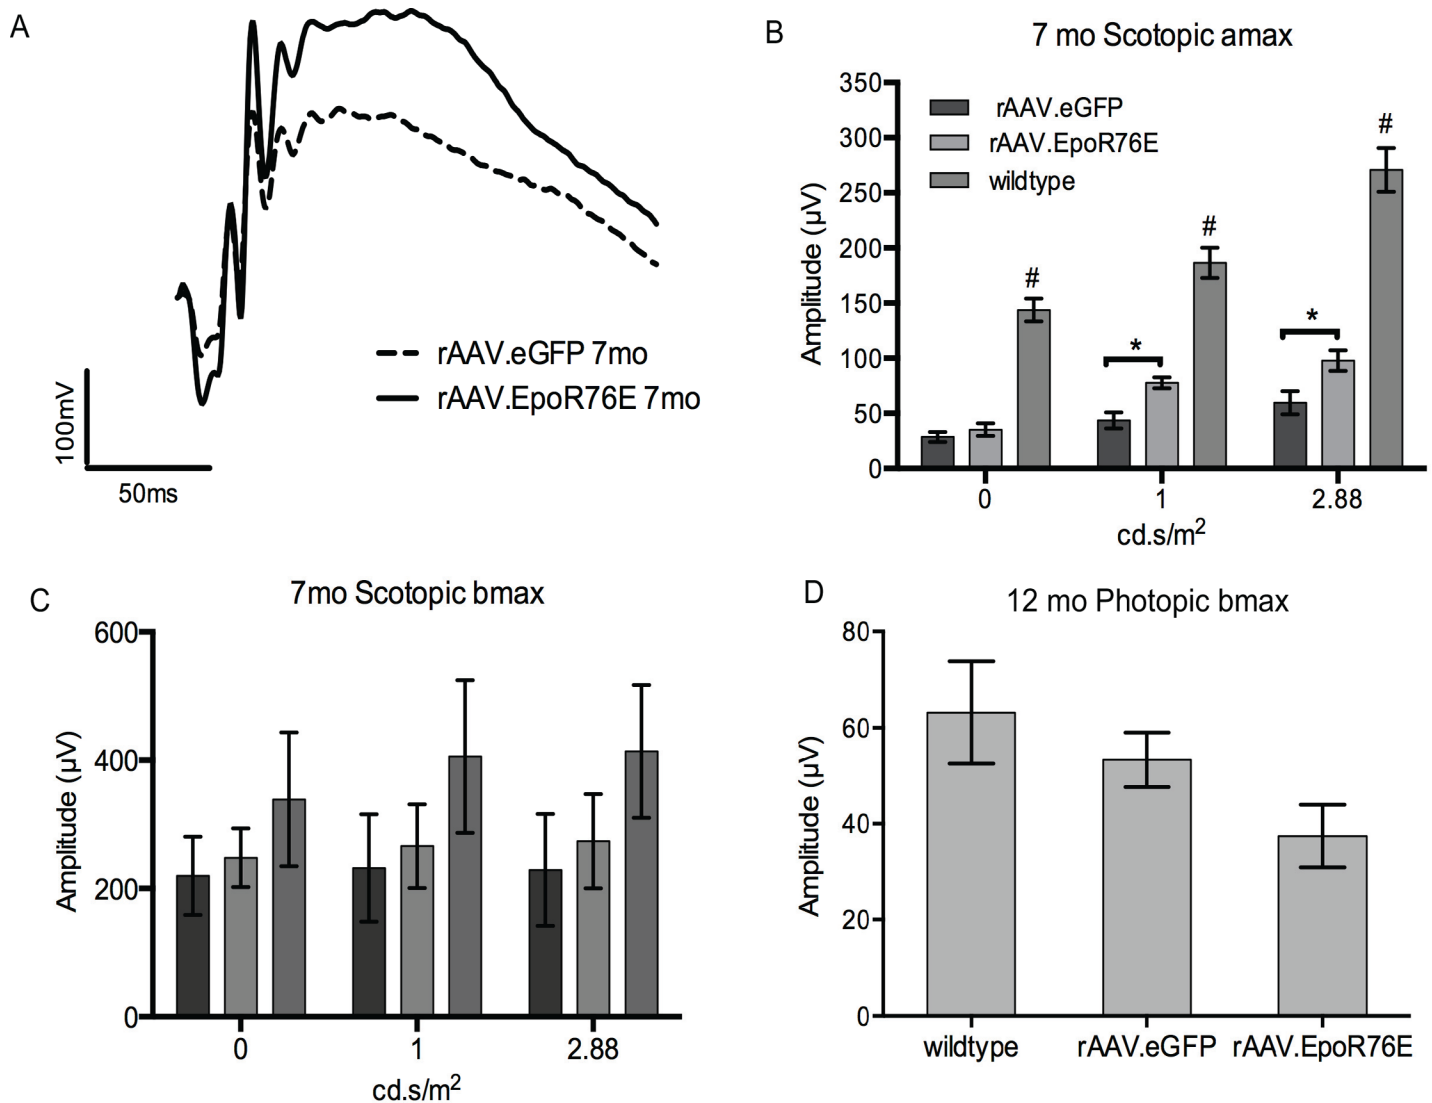 A
100mV
50ms
rAAV.eGFP 7mo
rAAV.EpoR76E 7mo
B
7 mo Scotopic amax
Amplitude (µV)
350
300
250
200
150
100
50
0
rAAV.eGFP
rAAV.EpoR76E
wildtype
#
#
#
*
*
0 1 2.88
cd.s/m²
C
7mo Scotopic bmax
Amplitude (µV)
600
400
200
0
0 1 2.88
cd.s/m²
D
12 mo Photopic bmax
Amplitude (µV)
80
60
40
20
0
wildtype rAAV.eGFP rAAV.EpoR76E